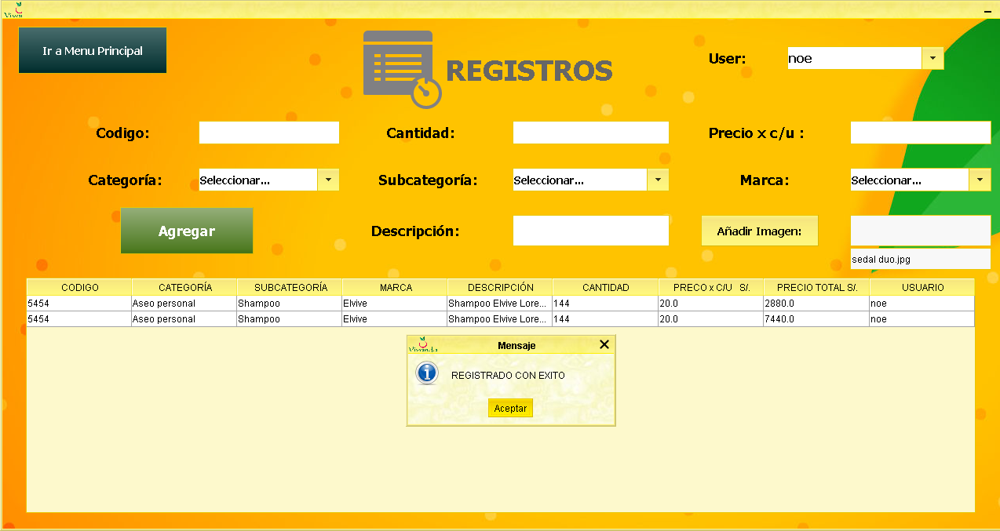 Vivanda
Ir a Menu Principal
REGISTROS
User: noe
Codigo: Cantidad: Precio x c/u :
Categoría: Seleccionar... Subcategoría: Seleccionar... Marca: Seleccionar...
Agregar Descripción: Añadir Imagen:
sedal duo.jpg
CODIGO CATEGORÍA SUBCATEGORÍA MARCA DESCRIPCIÓN CANTIDAD PRECO x C/U S/. PRECIO TOTAL S/. USUARIO
5454 Aseo personal Shampoo Elvive Shampoo Elvive Lore... 144 20.0 2880.0 noe
5454 Aseo personal Shampoo Elvive Shampoo Elvive Lore... 144 20.0 7440.0 noe
Vivanda Mensaje
REGISTRADO CON EXITO
Aceptar